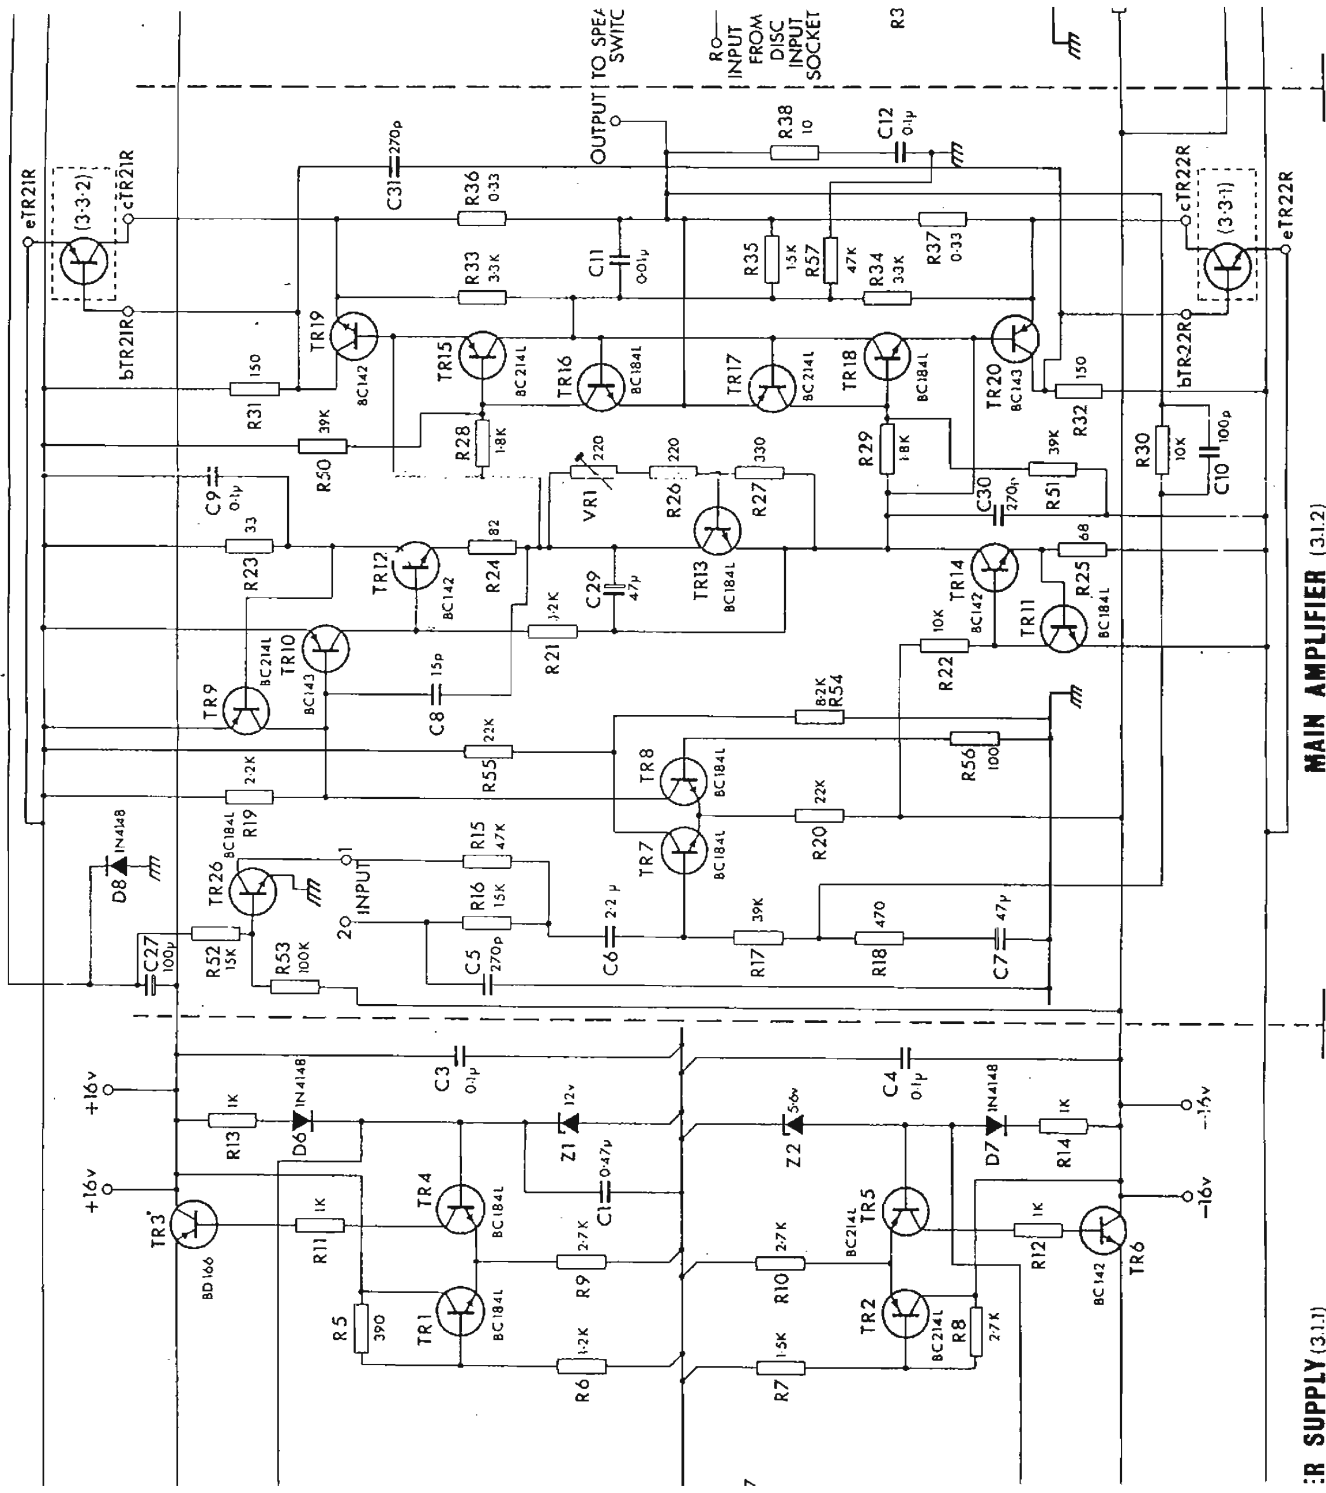 eTR21R
(3·3·2)
cTR21R
bTR21R
OUTPUT
TO SPEA
SWITC
R
INPUT
FROM
DISC
INPUT
SOCKET
R3
R31
150
TR19
BC142
C31
270p
R36
0·33
R33
3·3K
C11
0·01µ
R35
1·5K
R57
47K
R38
10
C12
0·1µ
R34
3·3K
R37
0·33
cTR22R
(3·3·1)
eTR22R
bTR22R
R50
39K
TR15
BC214L
TR16
BC184L
TR17
BC214L
TR18
BC184L
TR20
BC143
R32
150
C9
0·1µ
R28
1·8K
VR1
220
R26
220
R27
330
R29
1·8K
C30
270p
R51
39K
R30
10K
C10
100p
R23
33
TR12
BC142
R24
82
C29
47µ
TR13
BC184L
TR14
BC142
R25
68
TR9
BC214L
TR10
BC143
C8
15p
R21
R22
10K
TR11
BC184L
R19
2·2K
R55
22K
TR8
BC184L
8·2K
R54
R56
100
D8
1N4148
TR26
BC184L
INPUT
1
2
R15
47K
R16
15K
TR7
BC184L
R20
22K
C27
100µ
R52
15K
R53
100K
C5
270p
C6
2·2 µ
R17
39K
R18
470
C7
47µ
+16v
+16v
R13
1K
D6
1N4148
C3
0·1µ
Z1
12v
C1
0·47µ
Z2
5·6v
C4
0·1µ
D7
1N4148
R14
1K
-16v
-16v
TR3
BD166
R11
1K
TR4
BC184L
R9
2·7K
R10
2·7K
TR5
BC214L
R12
1K
TR6
BC142
R5
390
TR1
BC184L
R6
R7
1·5K
TR2
BC214L
R8
2·7K
7
MAIN AMPLIFIER (3.1.2)
ER SUPPLY (3.1.1)